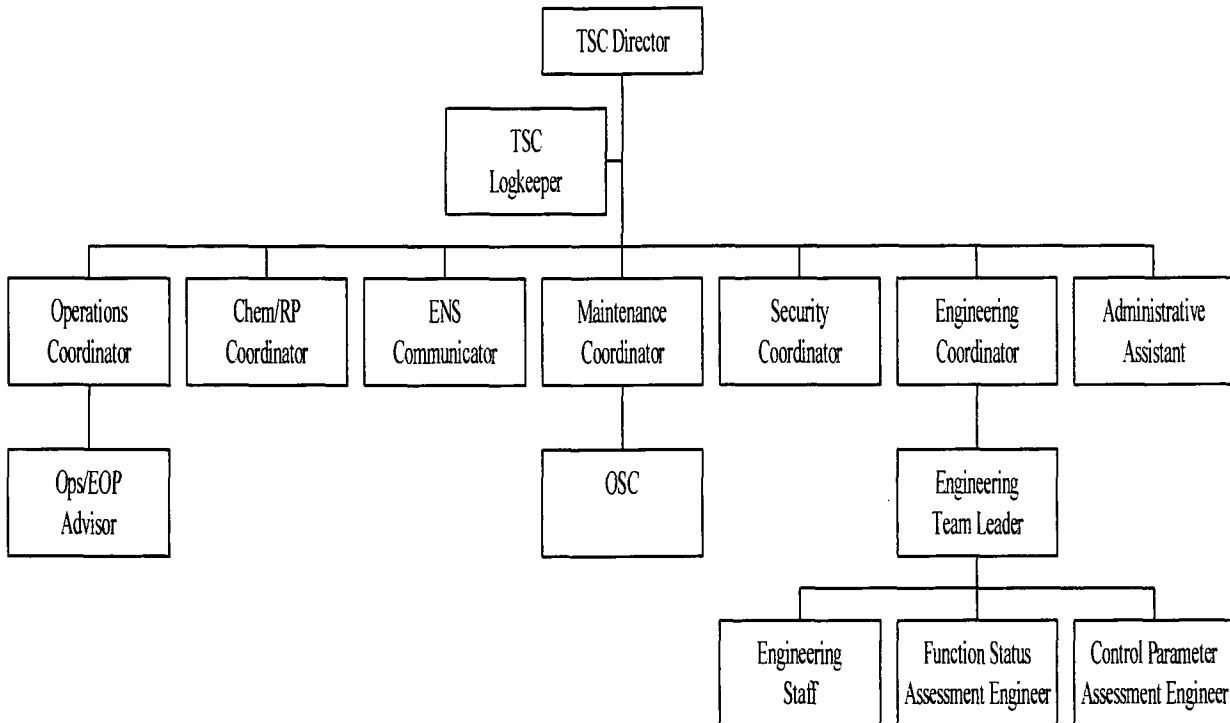 TSC Director
TSC
Logkeeper
Operations
Coordinator
Chem/RP
Coordinator
ENS
Communicator
Maintenance
Coordinator
Security
Coordinator
Engineering
Coordinator
Administrative
Assistant
Ops/EOP
Advisor
OSC
Engineering
Team Leader
Engineering
Staff
Function Status
Assessment Engineer
Control Parameter
Assessment Engineer